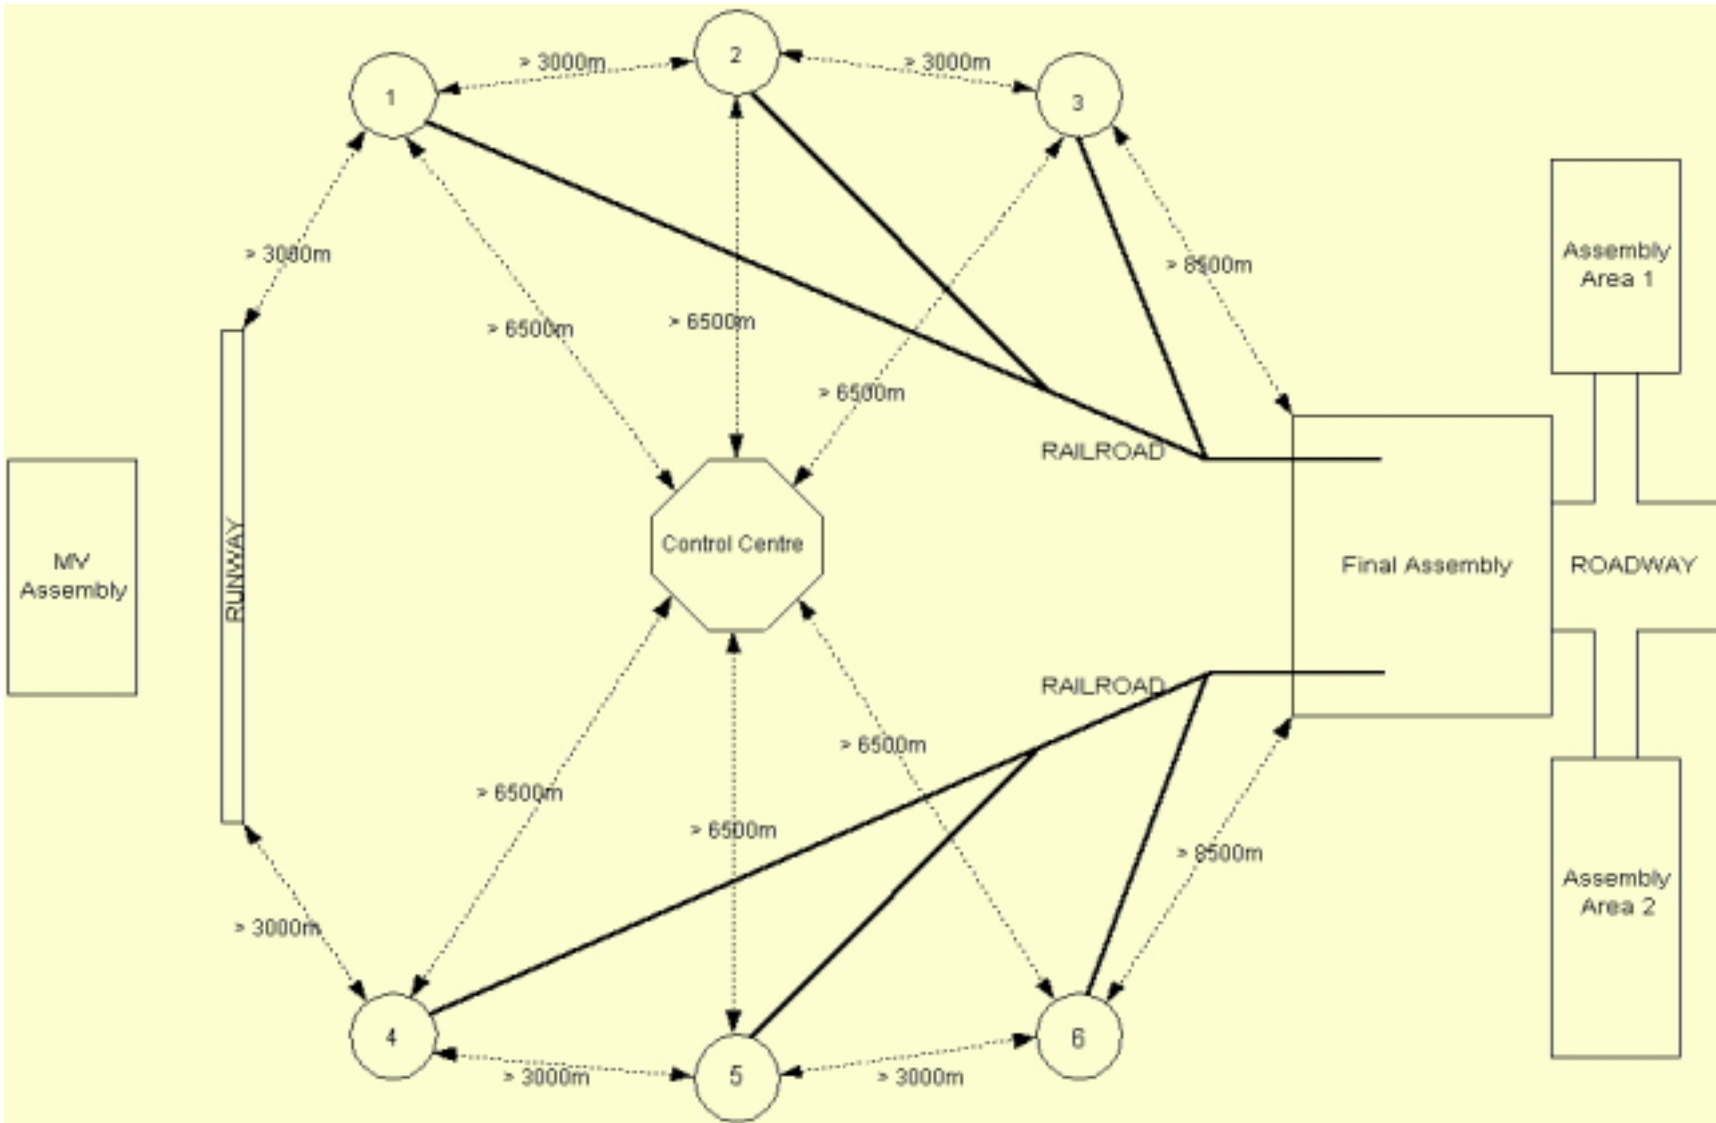 2
> 3000m
> 3000m
1
3
> 3000m
> 8500m
Assembly
Area 1
> 6500m
> 6500m
> 6500m
RAILROAD
Control Centre
MV
Assembly
RUNWAY
Final Assembly
ROADWAY
RAILROAD
> 6500m
> 6500m
> 6500m
> 8500m
Assembly
Area 2
> 3000m
4
5
6
> 3000m
> 3000m